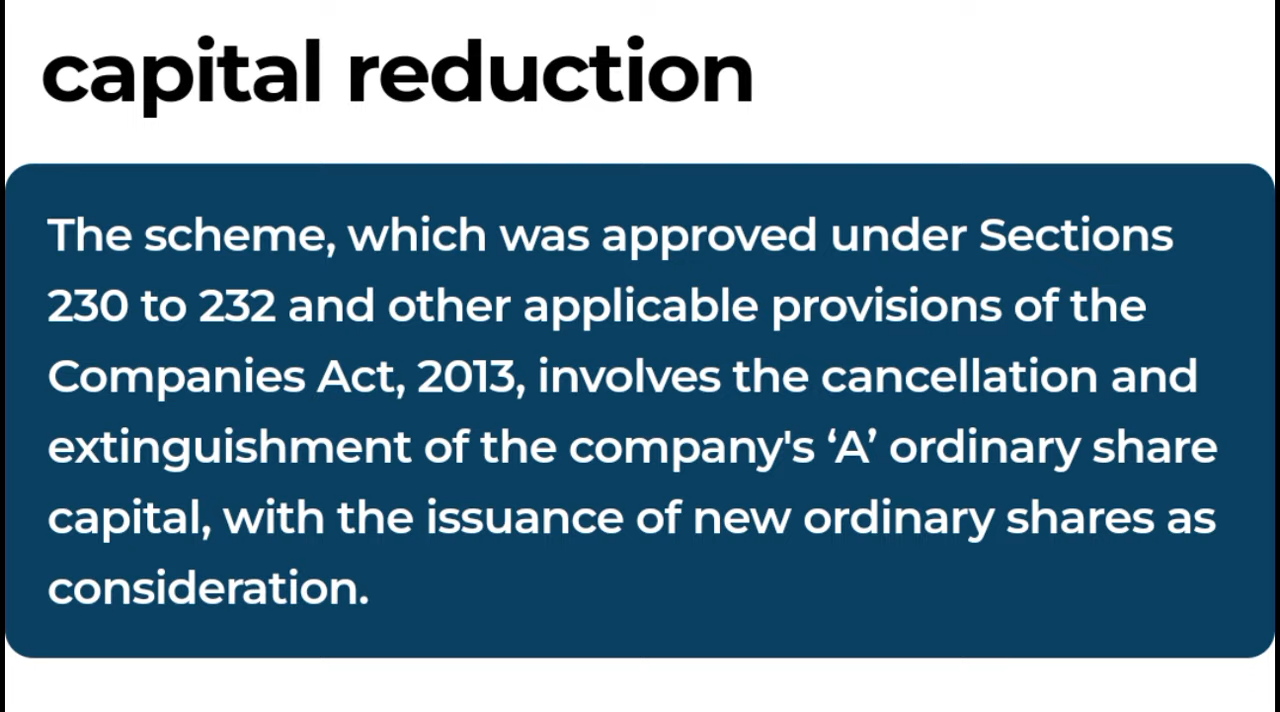 capital reduction
The scheme, which was approved under Sections
230 to 232 and other applicable provisions of the
Companies Act, 2013, involves the cancellation and
extinguishment of the company's ‘A’ ordinary share
capital, with the issuance of new ordinary shares as
consideration.